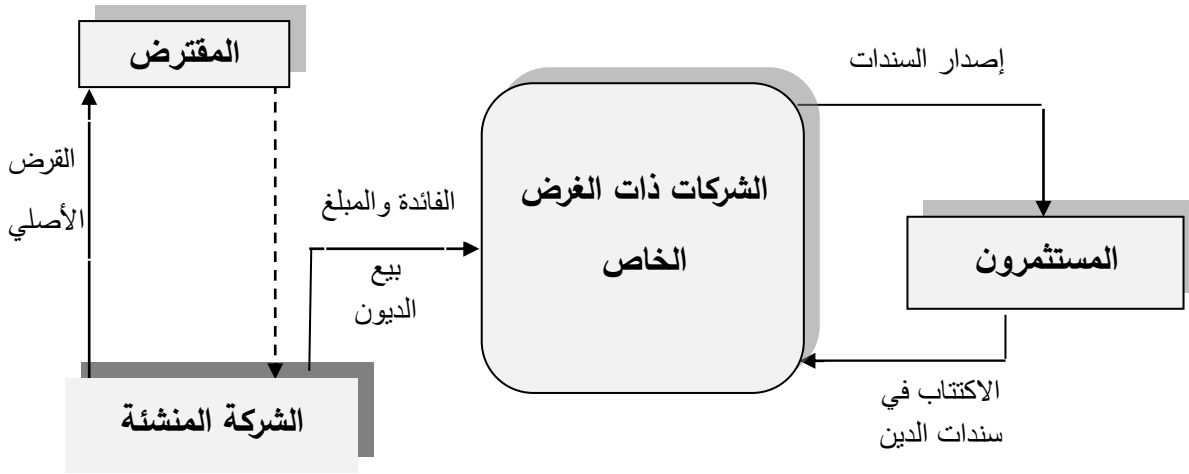 المقترض
إصدار السندات
القرض
الأصلي
الفائدة والمبلغ
بيع
الديون
الشركات ذات الغرض
الخاص
المستثمرون
الاكتتاب في
سندات الدين
الشركة المنشئة